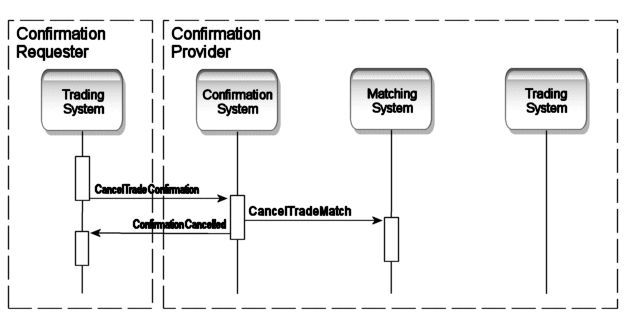 Confirmation
Requester
Confirmation
Provider
Trading
System
Confirmation
System
Matching
System
Trading
System
CancelTradeConfirmation
CancelTradeMatch
ConfirmationCancelled